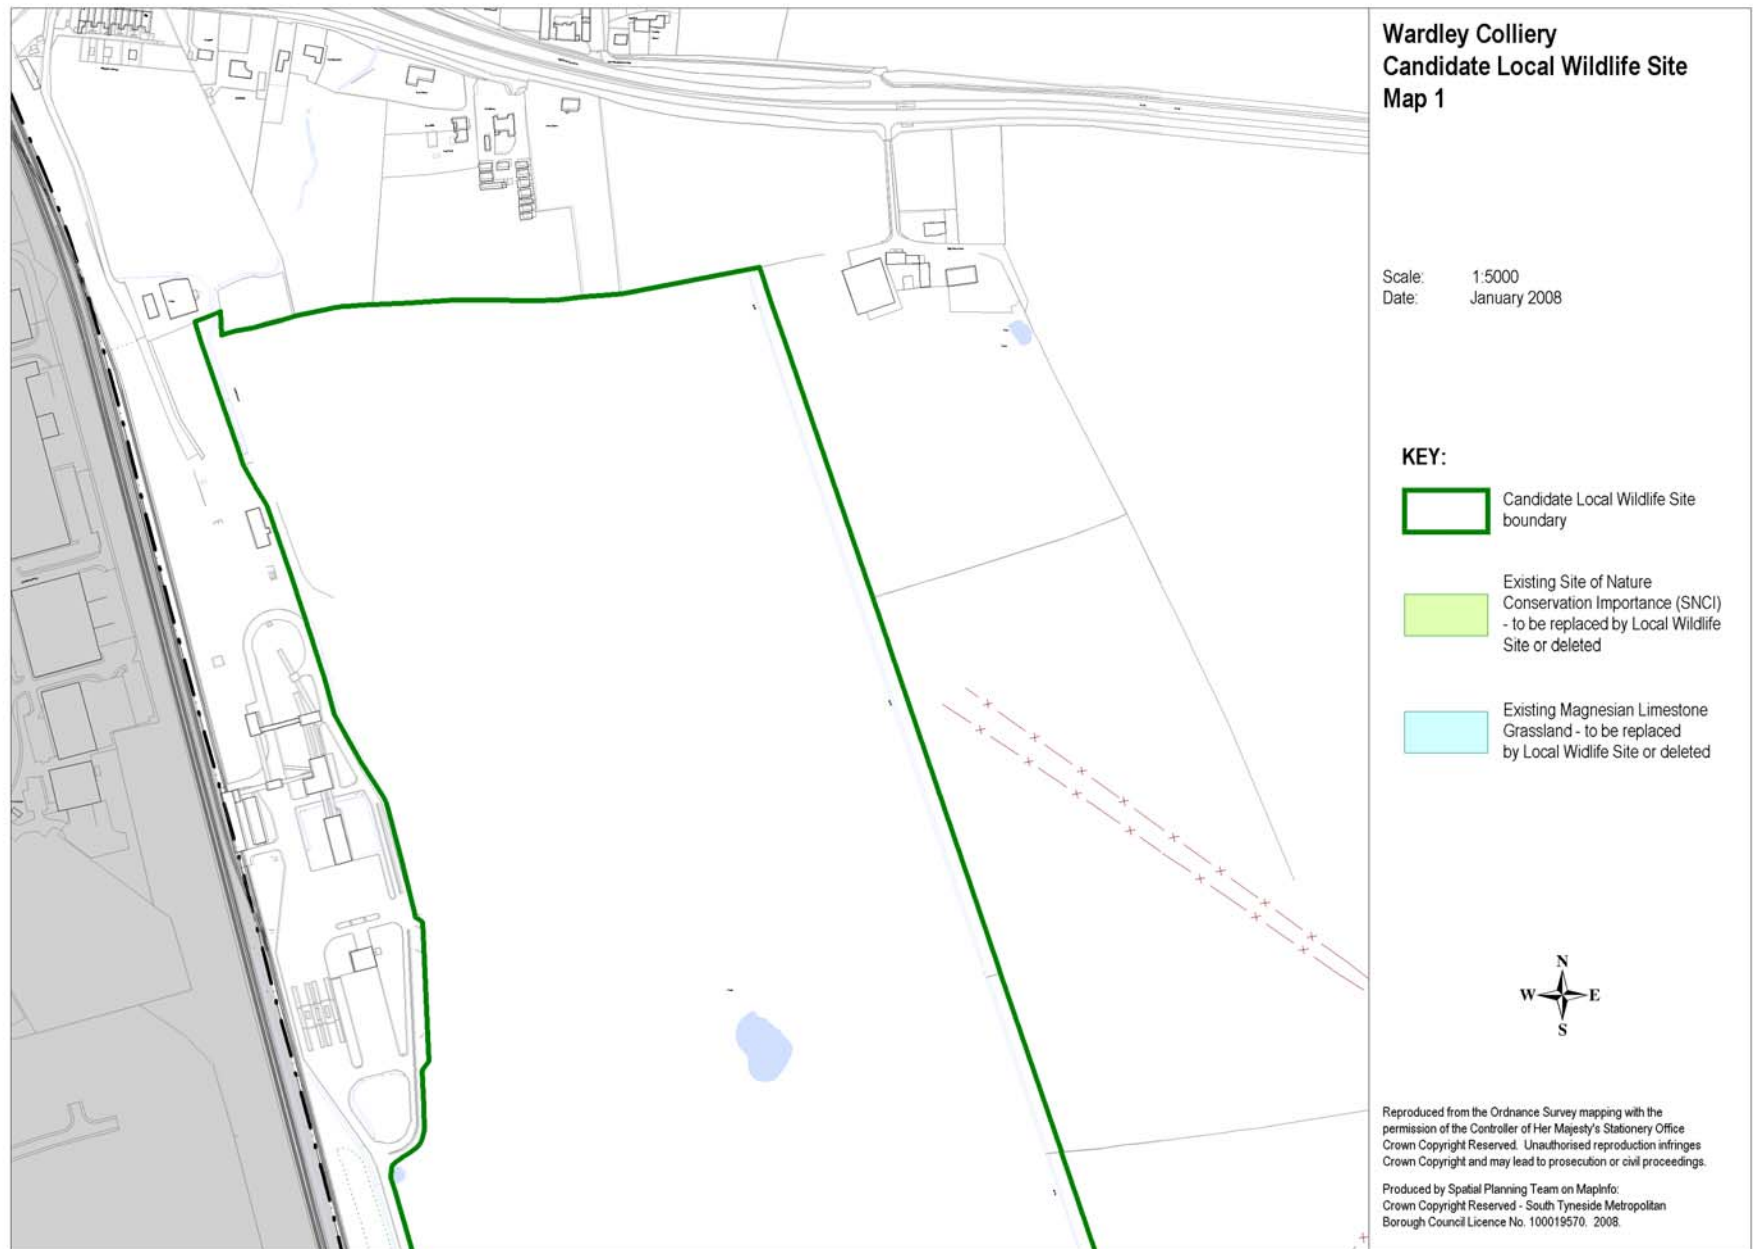 Wardley Colliery
Candidate Local Wildlife Site
Map 1
Scale: 1:5000
Date: January 2008
KEY:
Candidate Local Wildlife Site
boundary
Existing Site of Nature
Conservation Importance (SNCI)
- to be replaced by Local Wildlife
Site or deleted
Existing Magnesian Limestone
Grassland - to be replaced
by Local Widlife Site or deleted
N
W E
S
Reproduced from the Ordnance Survey mapping with the
permission of the Controller of Her Majesty's Stationery Office
Crown Copyright Reserved. Unauthorised reproduction infringes
Crown Copyright and may lead to prosecution or civil proceedings.
Produced by Spatial Planning Team on MapInfo:
Crown Copyright Reserved - South Tyneside Metropolitan
Borough Council Licence No. 100019570. 2008.